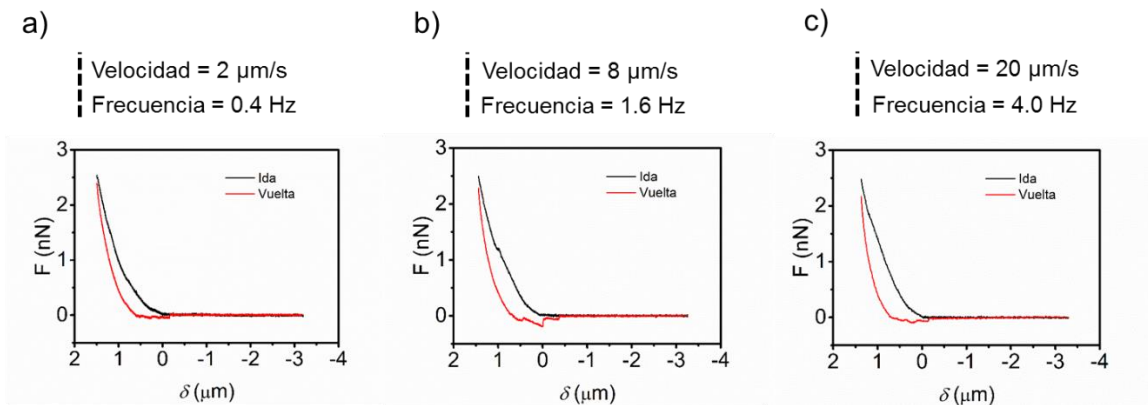 a)
Velocidad = 2 µm/s
Frecuencia = 0.4 Hz
3
2
1
0
F (nN)
Ida
Vuelta
2 1 0 -1 -2 -3 -4
δ (µm)
b)
Velocidad = 8 µm/s
Frecuencia = 1.6 Hz
3
2
1
0
F (nN)
Ida
Vuelta
2 1 0 -1 -2 -3 -4
δ (µm)
c)
Velocidad = 20 µm/s
Frecuencia = 4.0 Hz
3
2
1
0
F (nN)
Ida
Vuelta
2 1 0 -1 -2 -3 -4
δ (µm)